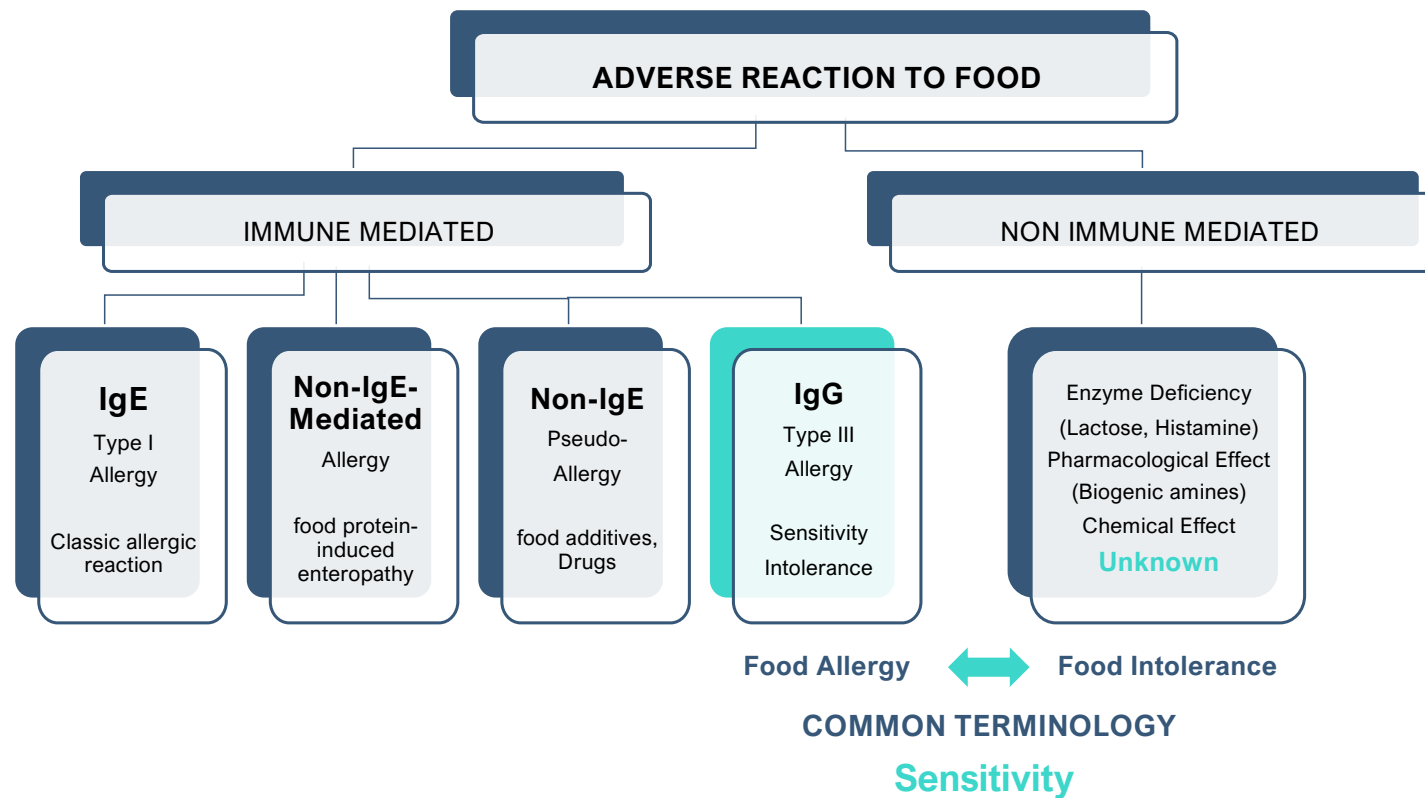 ADVERSE REACTION TO FOOD
IMMUNE MEDIATED
NON IMMUNE MEDIATED
IgE
Type I
Allergy
Classic allergic
reaction
Non-IgE-
Mediated
Allergy
food protein-
induced
enteropathy
Non-IgE
Pseudo-
Allergy
food additives,
Drugs
IgG
Type III
Allergy
Sensitivity
Intolerance
Enzyme Deficiency
(Lactose, Histamine)
Pharmacological Effect
(Biogenic amines)
Chemical Effect
Unknown
Food Allergy
Food Intolerance
COMMON TERMINOLOGY
Sensitivity